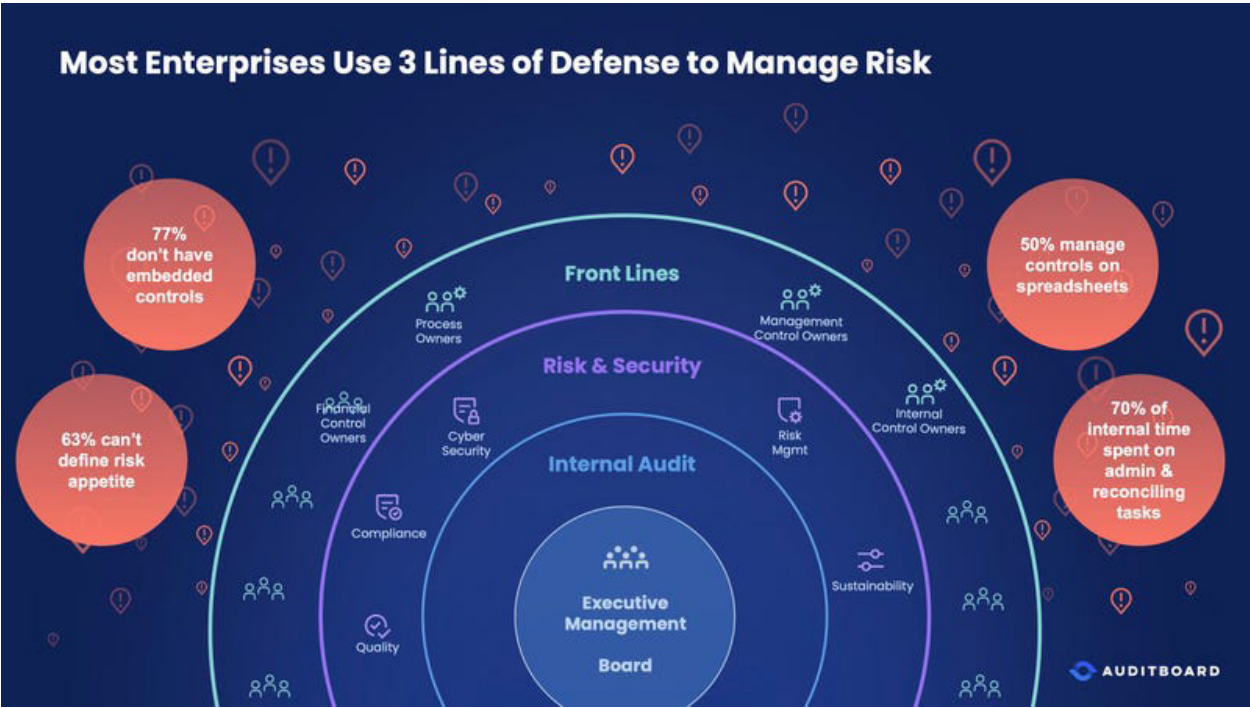 Most Enterprises Use 3 Lines of Defense to Manage Risk
77%
don't have
embedded
controls
63% can't
define risk
appetite
50% manage
controls on
spreadsheets
70% of
internal time
spent on
admin &
reconciling
tasks
Front Lines
Process
Owners
Management
Control Owners
Financial
Control
Owners
Internal
Control Owners
Risk & Security
Cyber
Security
Risk
Mgmt
Compliance
Sustainability
Quality
Internal Audit
Executive
Management
Board
AUDITBOARD